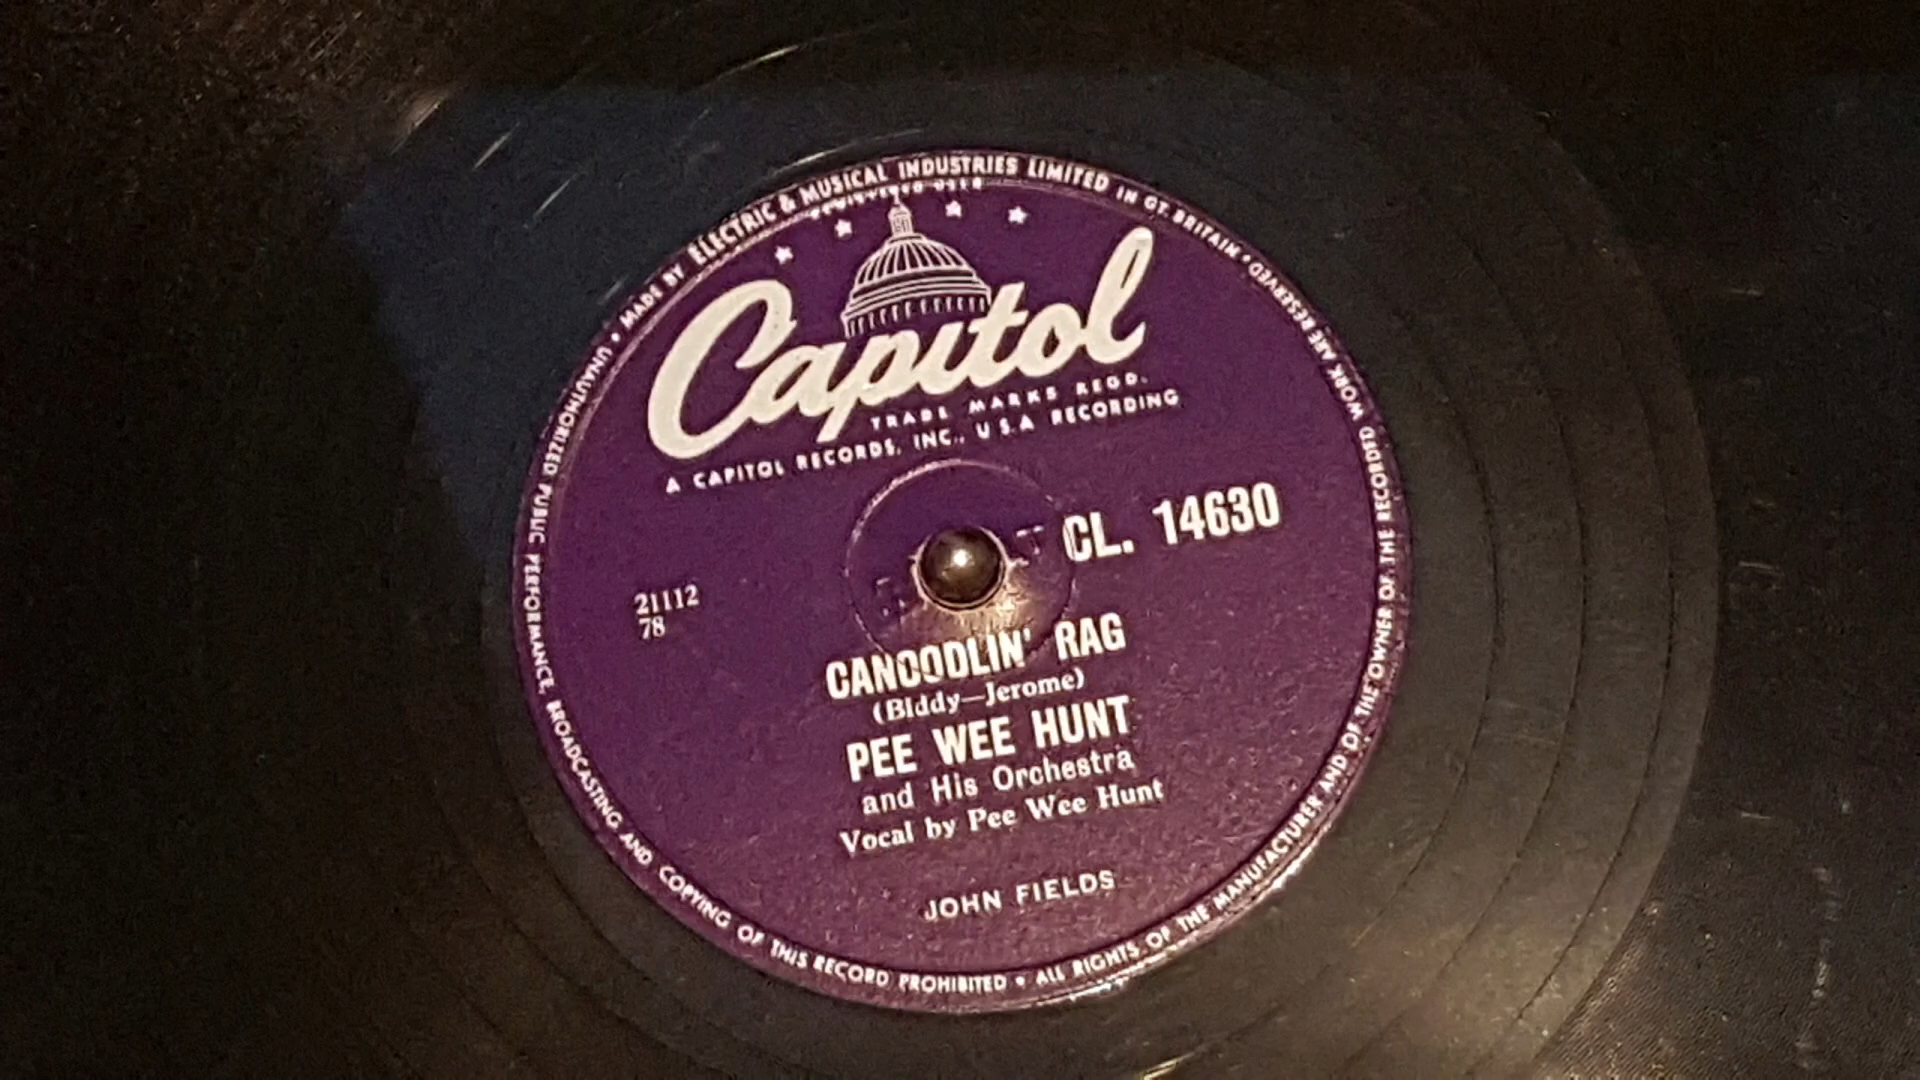 MADE BY ELECTRIC & MUSICAL INDUSTRIES LIMITED IN GT. BRITAIN •
REGISTERED USER
Capitol
TRADE MARKS REGD.
A CAPITOL RECORDS, INC., U.S.A RECORDING
CL. 14630
21112
78
CANOODLIN' RAG
(Biddy—Jerome)
PEE WEE HUNT
and His Orchestra
Vocal by Pee Wee Hunt
JOHN FIELDS
• UNAUTHORIZED PUBLIC PERFORMANCE, BROADCASTING AND COPYING OF THIS RECORD PROHIBITED • ALL RIGHTS OF THE MANUFACTURER AND OF THE OWNER OF THE RECORDED WORK ARE RESERVED •